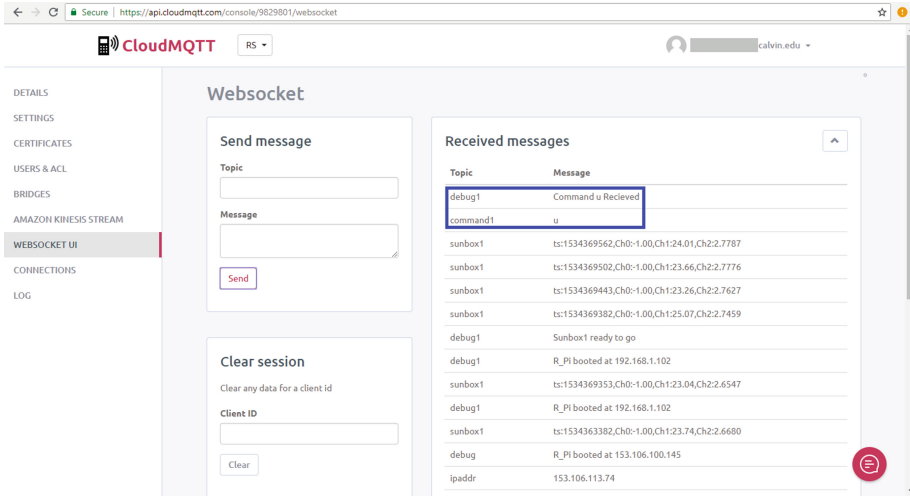 Secure | https://api.cloudmqtt.com/console/9829801/websocket
CloudMQTT
RS
calvin.edu
DETAILS
SETTINGS
CERTIFICATES
USERS & ACL
BRIDGES
AMAZON KINESIS STREAM
WEBSOCKET UI
CONNECTIONS
LOG
Websocket
Send message
Topic
Message
Send
Clear session
Clear any data for a client id
Client ID
Clear
Received messages
Topic Message
debug1 Command u Recieved
command1 u
sunbox1 ts:1534369562,Ch0:-1.00,Ch1:24.01,Ch2:2.7787
sunbox1 ts:1534369502,Ch0:-1.00,Ch1:23.66,Ch2:2.7776
sunbox1 ts:1534369443,Ch0:-1.00,Ch1:23.26,Ch2:2.7627
sunbox1 ts:1534369382,Ch0:-1.00,Ch1:25.07,Ch2:2.7459
debug1 Sunbox1 ready to go
debug1 R_Pi booted at 192.168.1.102
sunbox1 ts:1534369353,Ch0:-1.00,Ch1:23.04,Ch2:2.6547
debug1 R_Pi booted at 192.168.1.102
sunbox1 ts:1534363382,Ch0:-1.00,Ch1:23.74,Ch2:2.6680
debug R_Pi booted at 153.106.100.145
ipaddr 153.106.113.74